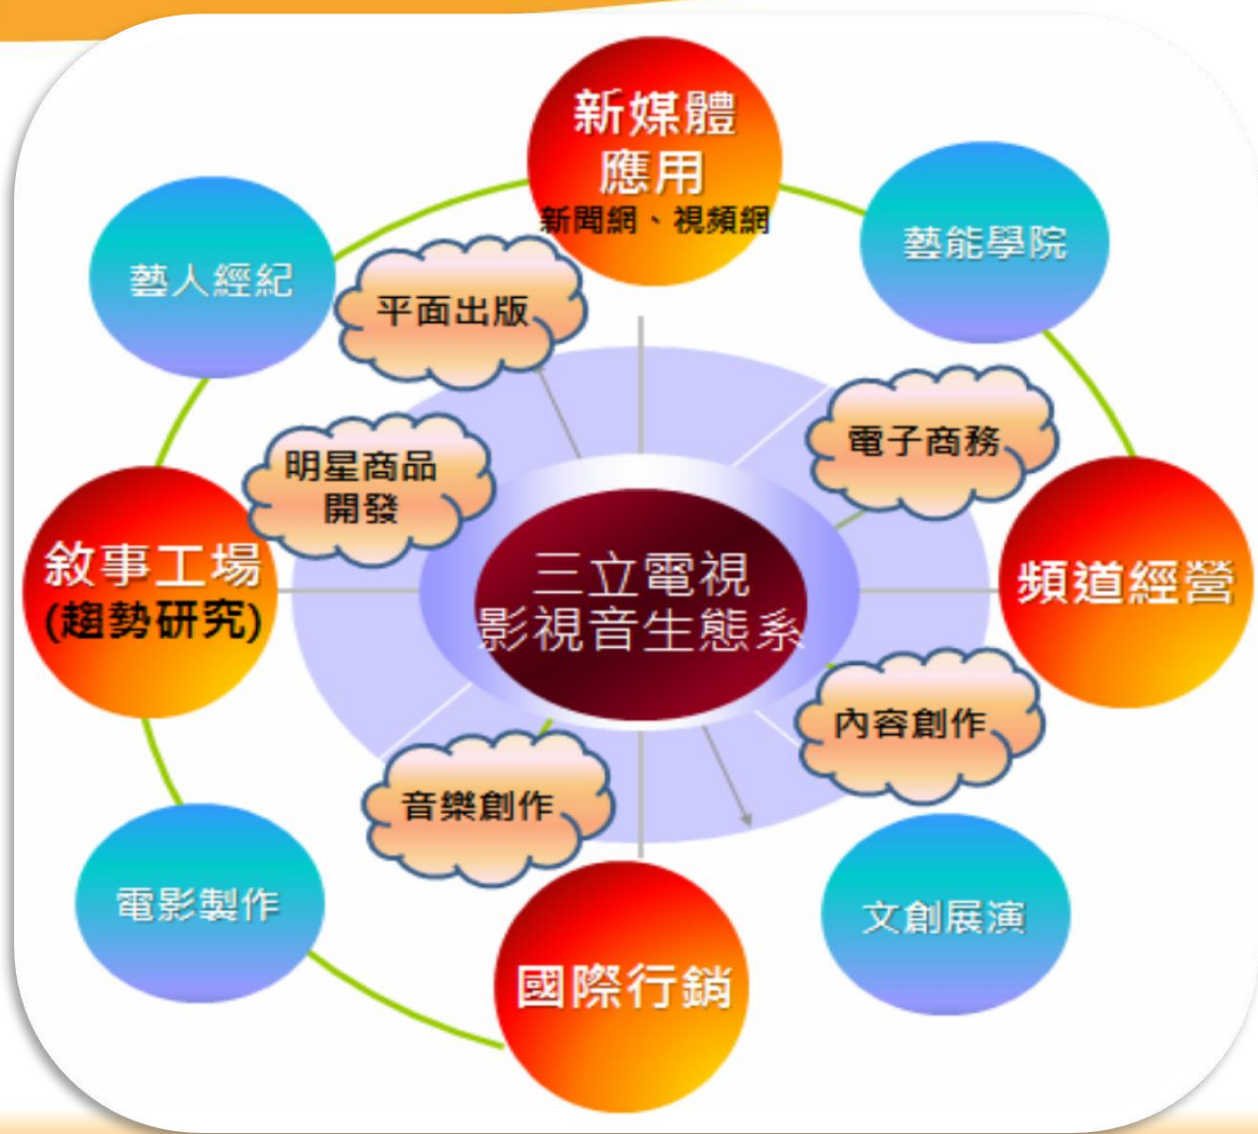 新媒體
應用
新聞網、視頻網
藝能學院
藝人經紀
平面出版
電子商務
明星商品
開發
敘事工場
(趨勢研究)
三立電視
影視音生態系
頻道經營
內容創作
音樂創作
電影製作
文創展演
國際行銷